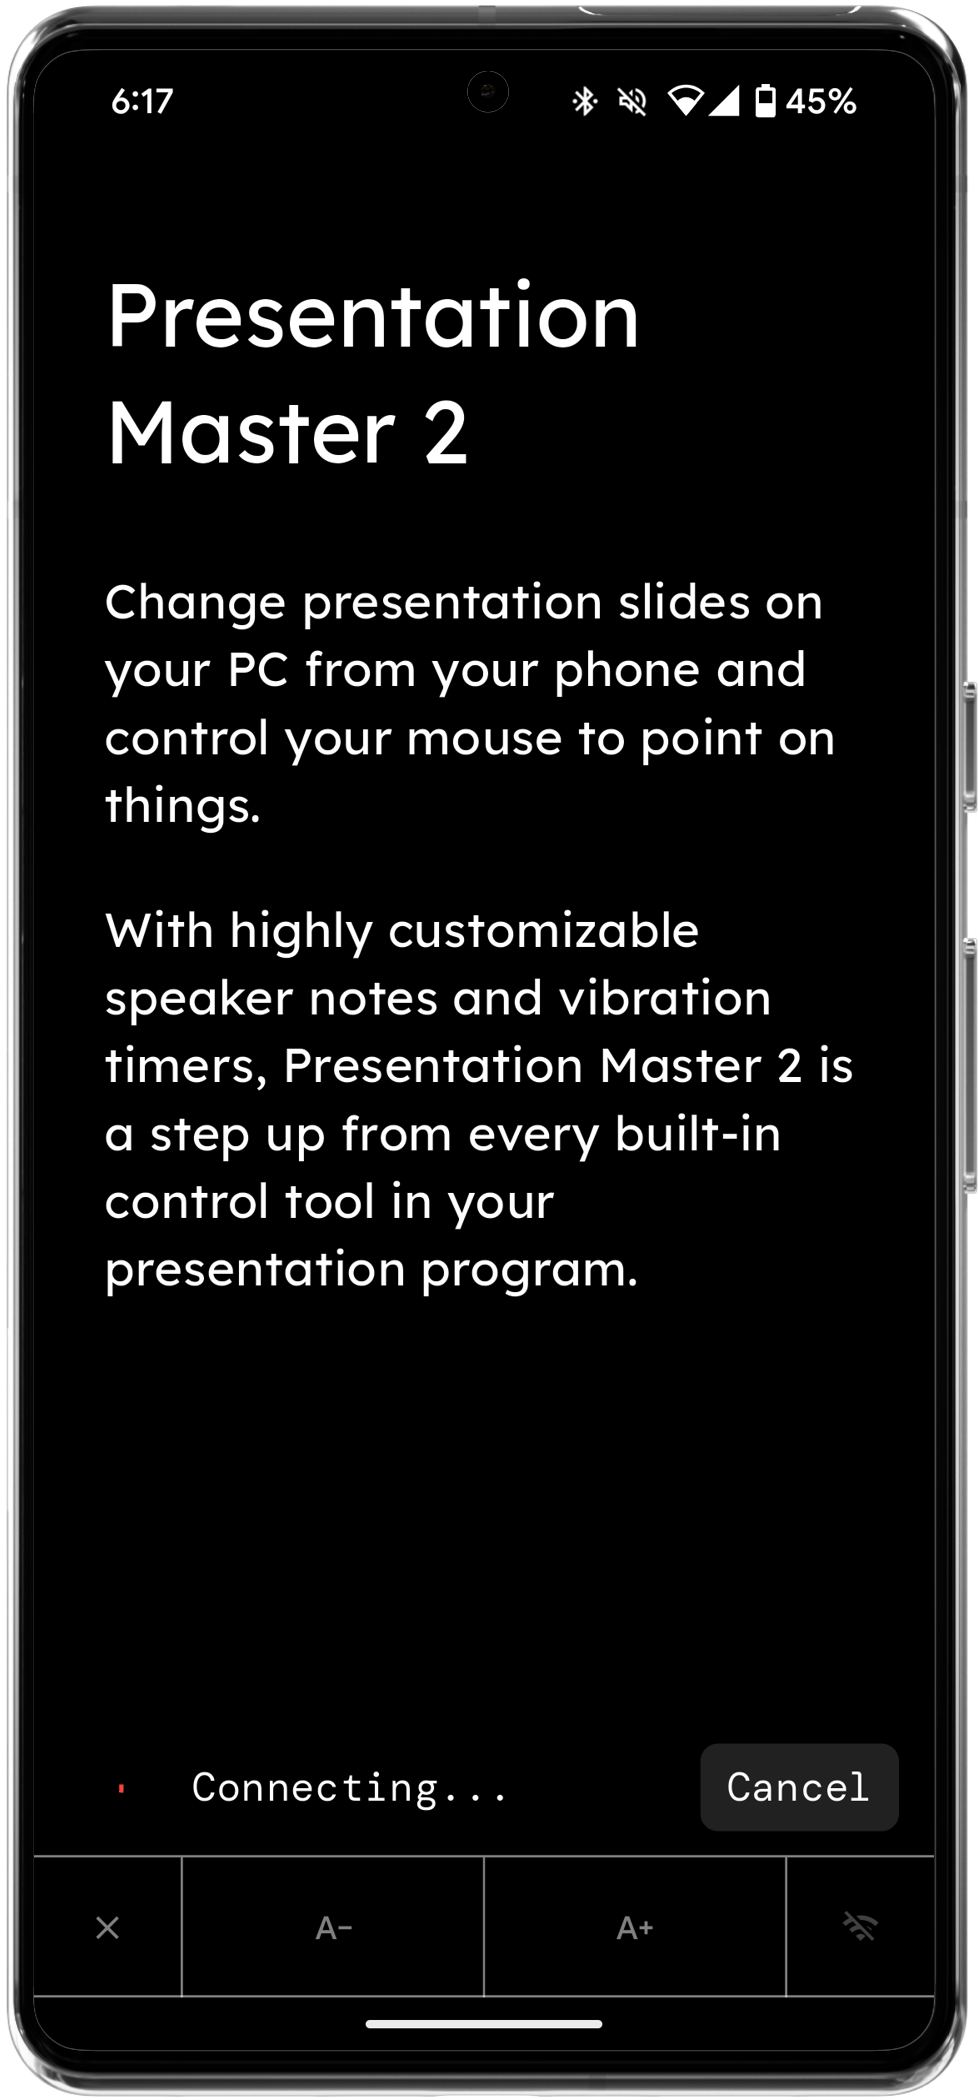 6:17 45%
Presentation
Master 2
Change presentation slides on
your PC from your phone and
control your mouse to point on
things.
With highly customizable
speaker notes and vibration
timers, Presentation Master 2 is
a step up from every built-in
control tool in your
presentation program.
Connecting... Cancel
A− A+